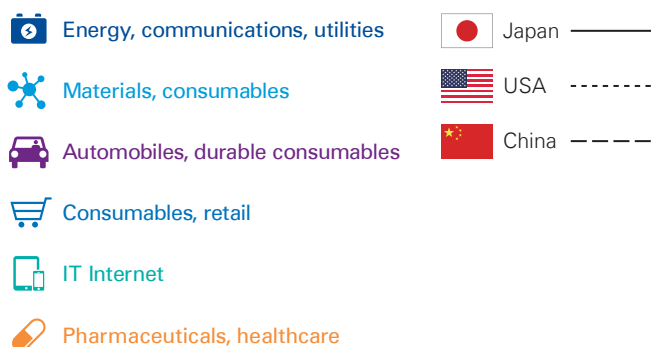 Energy, communications, utilities
Materials, consumables
Automobiles, durable consumables
Consumables, retail
IT Internet
Pharmaceuticals, healthcare
Japan
USA
China